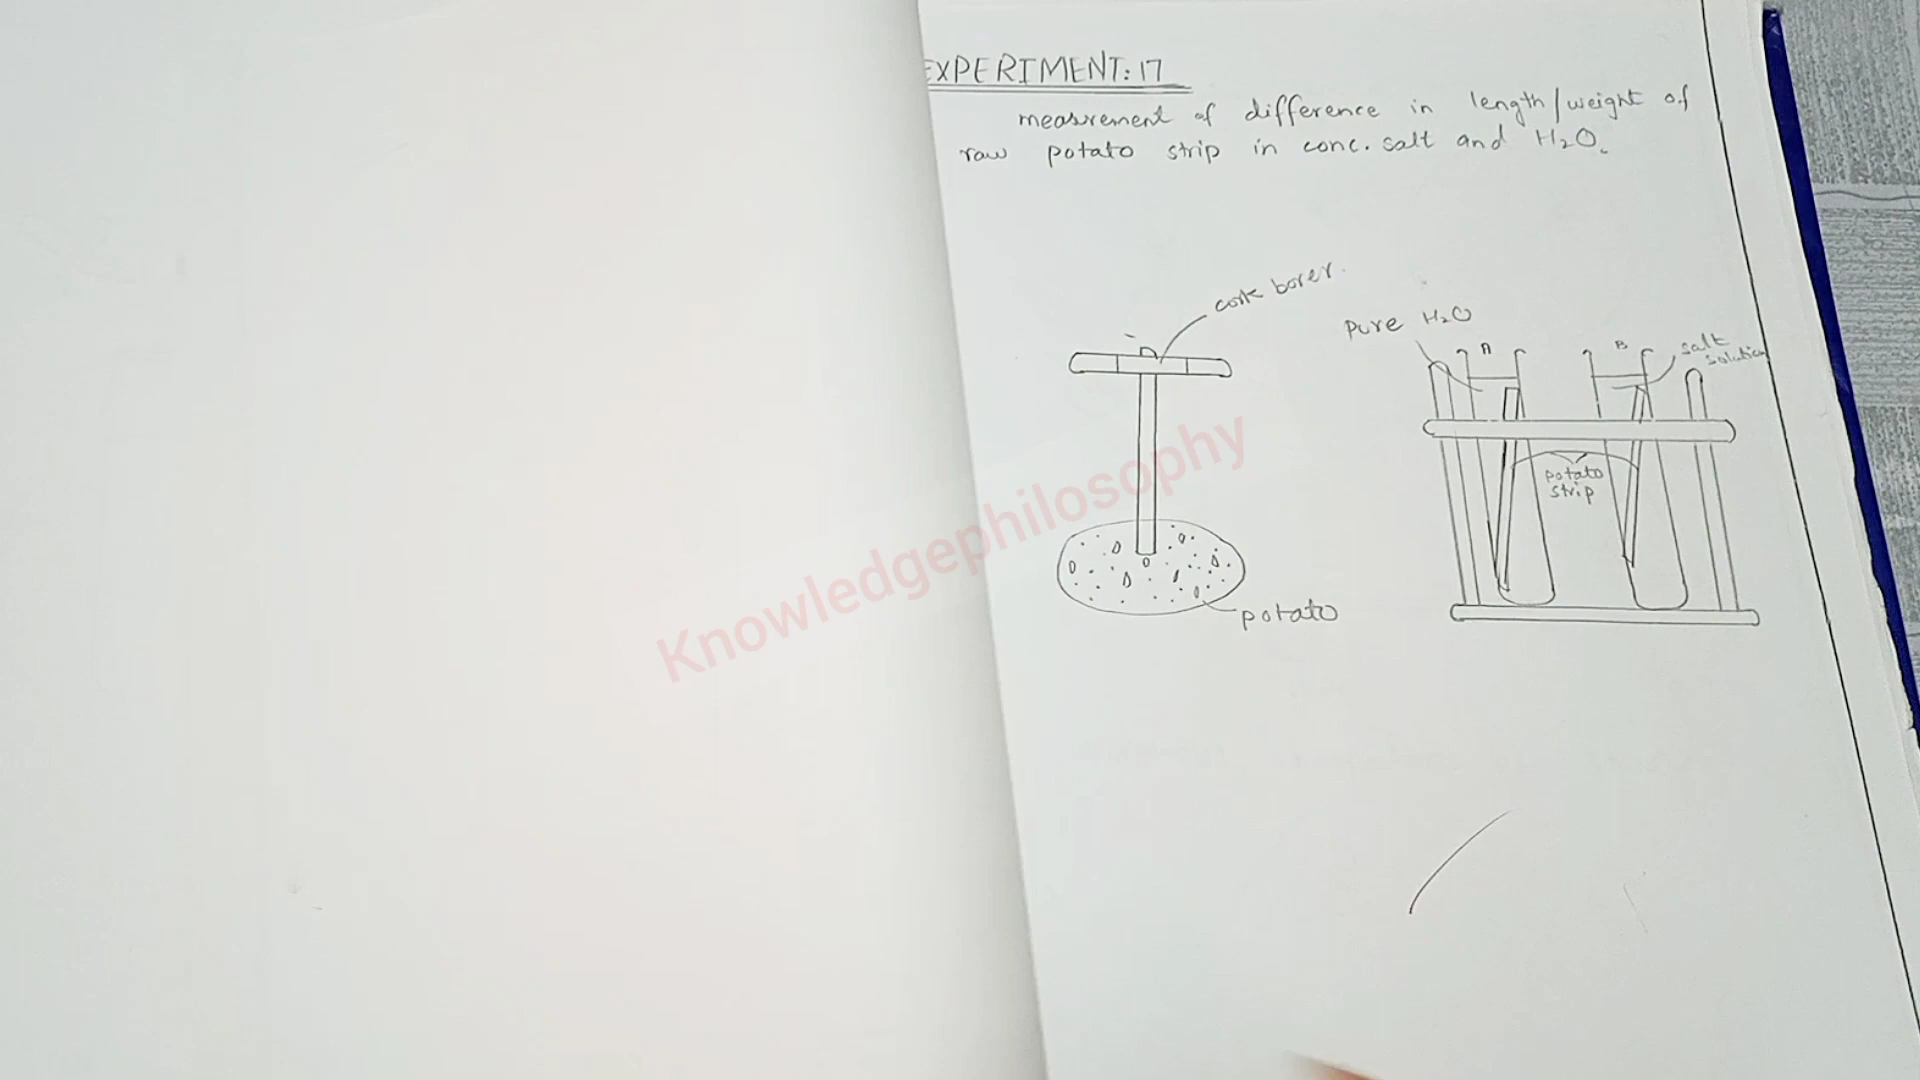 EXPERIMENT: 17
measurement of difference in length/weight of
raw potato strip in conc. salt and H₂O.
cork borer.
Pure H₂O
A
B
salt
solution
potato
strip
potato
Knowledgephilosophy